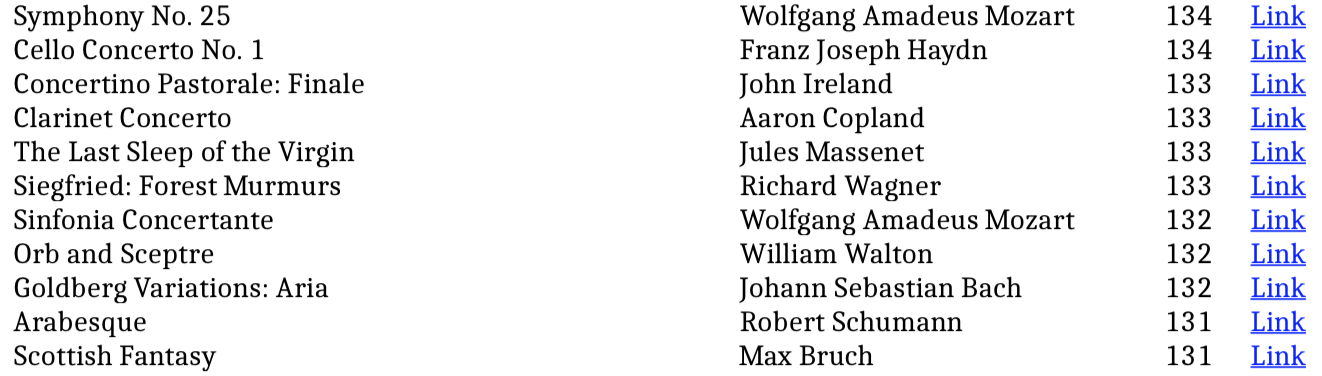 Symphony No. 25 Wolfgang Amadeus Mozart 134 Link
Cello Concerto No. 1 Franz Joseph Haydn 134 Link
Concertino Pastorale: Finale John Ireland 133 Link
Clarinet Concerto Aaron Copland 133 Link
The Last Sleep of the Virgin Jules Massenet 133 Link
Siegfried: Forest Murmurs Richard Wagner 133 Link
Sinfonia Concertante Wolfgang Amadeus Mozart 132 Link
Orb and Sceptre William Walton 132 Link
Goldberg Variations: Aria Johann Sebastian Bach 132 Link
Arabesque Robert Schumann 131 Link
Scottish Fantasy Max Bruch 131 Link